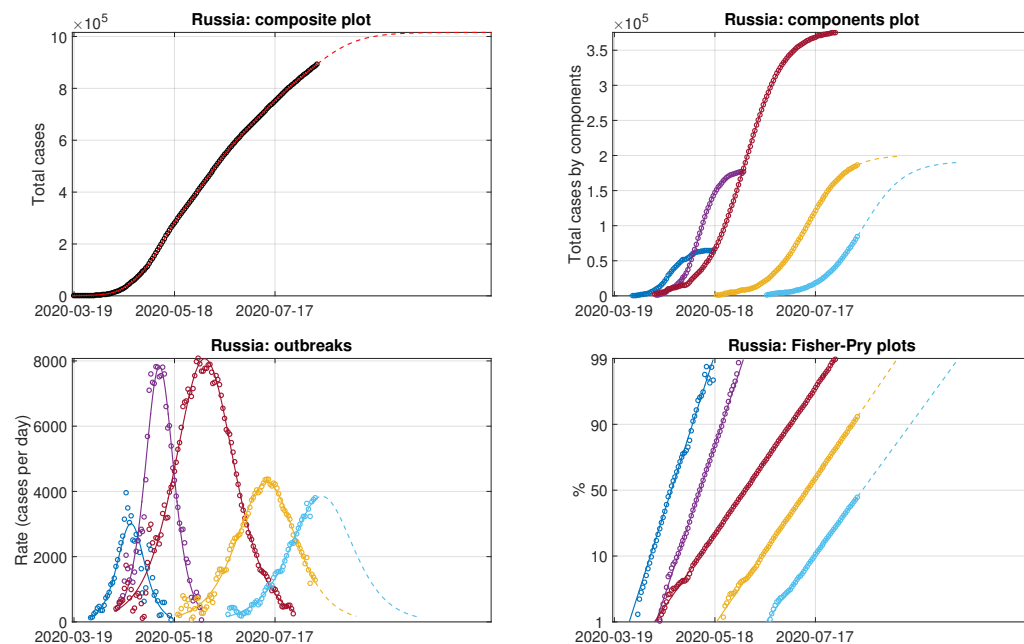 Russia: composite plot
×10⁵
10
8
6
4
2
0
Total cases
2020-03-19 2020-05-18 2020-07-17
Russia: components plot
×10⁵
3.5
3
2.5
2
1.5
1
0.5
0
Total cases by components
2020-03-19 2020-05-18 2020-07-17
Russia: outbreaks
8000
6000
4000
2000
0
Rate (cases per day)
2020-03-19 2020-05-18 2020-07-17
Russia: Fisher-Pry plots
99
90
50
10
1
%
2020-03-19 2020-05-18 2020-07-17